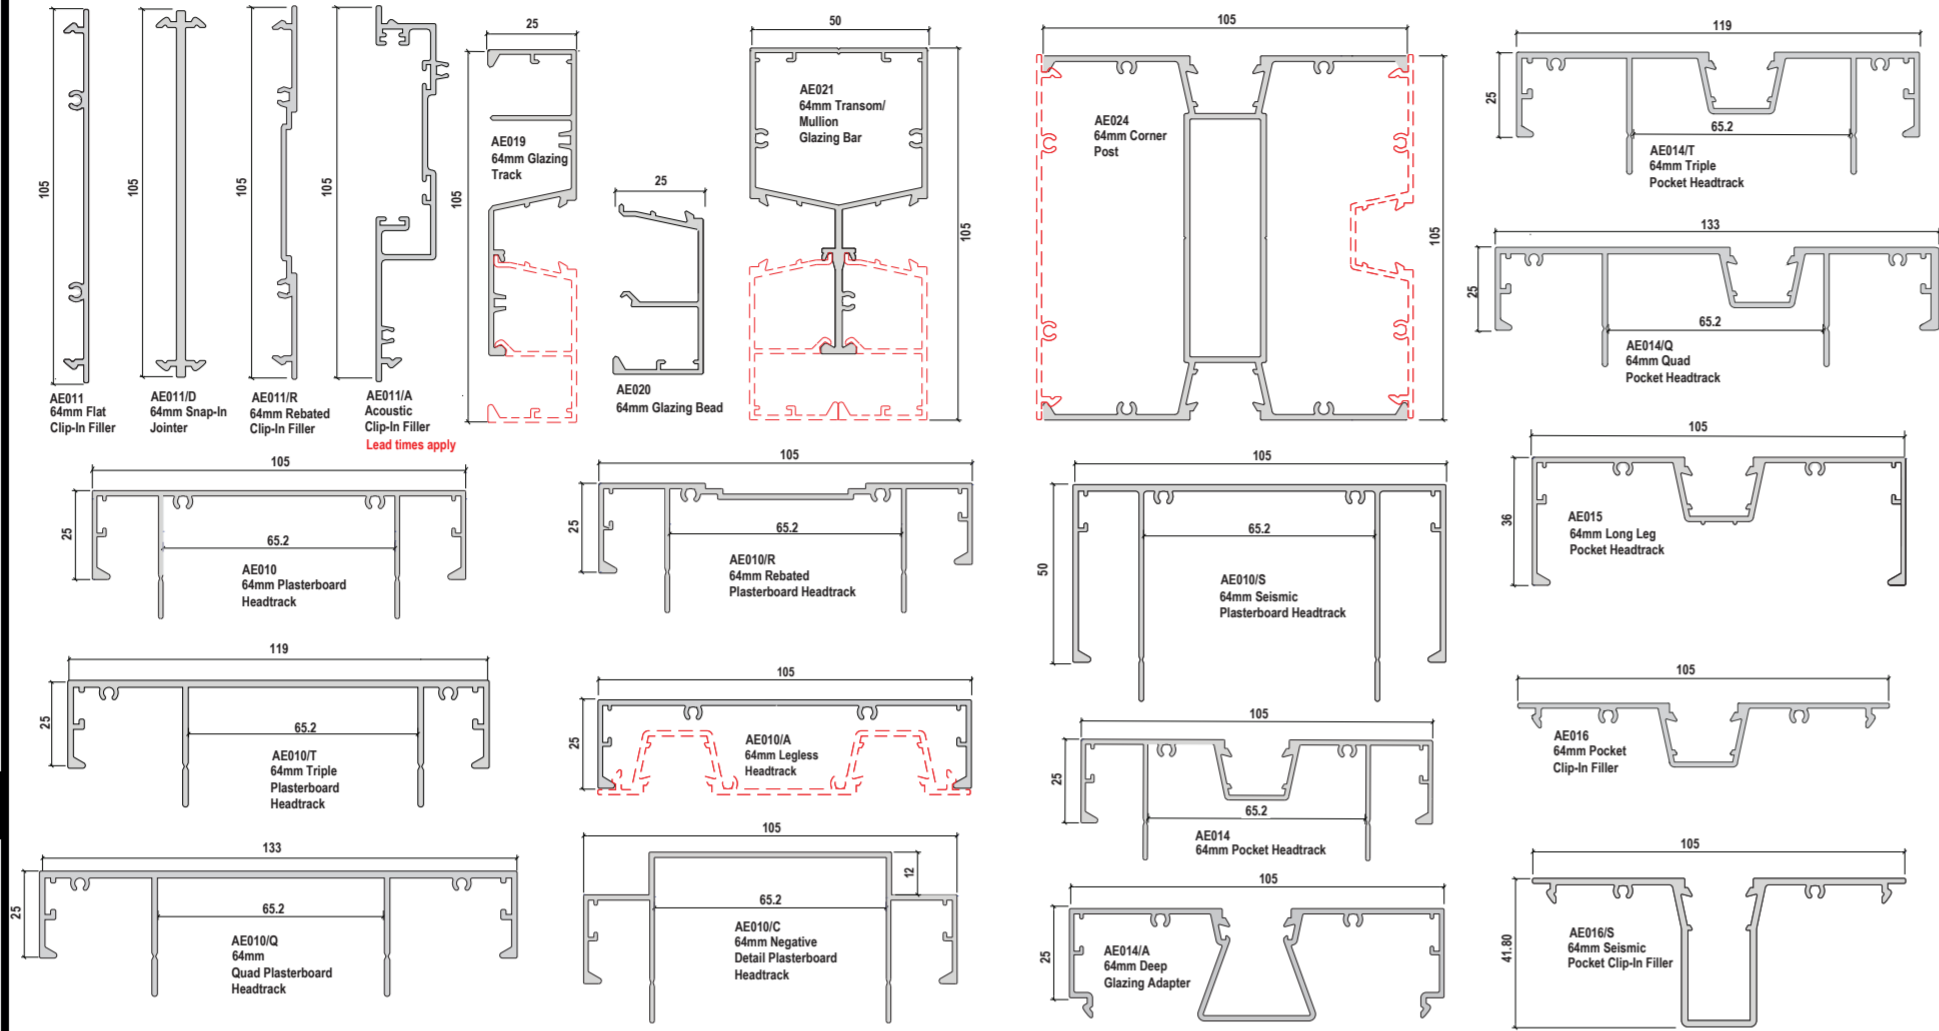 105
AE011
64mm Flat
Clip-In Filler
105
AE011/D
64mm Snap-In
Jointer
105
AE011/R
64mm Rebated
Clip-In Filler
105
AE011/A
Acoustic
Clip-In Filler
Lead times apply
25
105
AE019
64mm Glazing
Track
25
AE020
64mm Glazing Bead
50
105
AE021
64mm Transom/
Mullion
Glazing Bar
105
105
AE024
64mm Corner
Post
119
25
65.2
AE014/T
64mm Triple
Pocket Headtrack
133
25
65.2
AE014/Q
64mm Quad
Pocket Headtrack
105
25
65.2
AE010
64mm Plasterboard
Headtrack
105
25
65.2
AE010/R
64mm Rebated
Plasterboard Headtrack
105
50
65.2
AE010/S
64mm Seismic
Plasterboard Headtrack
105
36
AE015
64mm Long Leg
Pocket Headtrack
119
25
65.2
AE010/T
64mm Triple
Plasterboard
Headtrack
105
25
AE010/A
64mm Legless
Headtrack
105
25
65.2
AE014
64mm Pocket Headtrack
105
AE016
64mm Pocket
Clip-In Filler
133
25
65.2
AE010/Q
64mm
Quad Plasterboard
Headtrack
105
12
65.2
AE010/C
64mm Negative
Detail Plasterboard
Headtrack
105
25
AE014/A
64mm Deep
Glazing Adapter
105
41.80
AE016/S
64mm Seismic
Pocket Clip-In Filler